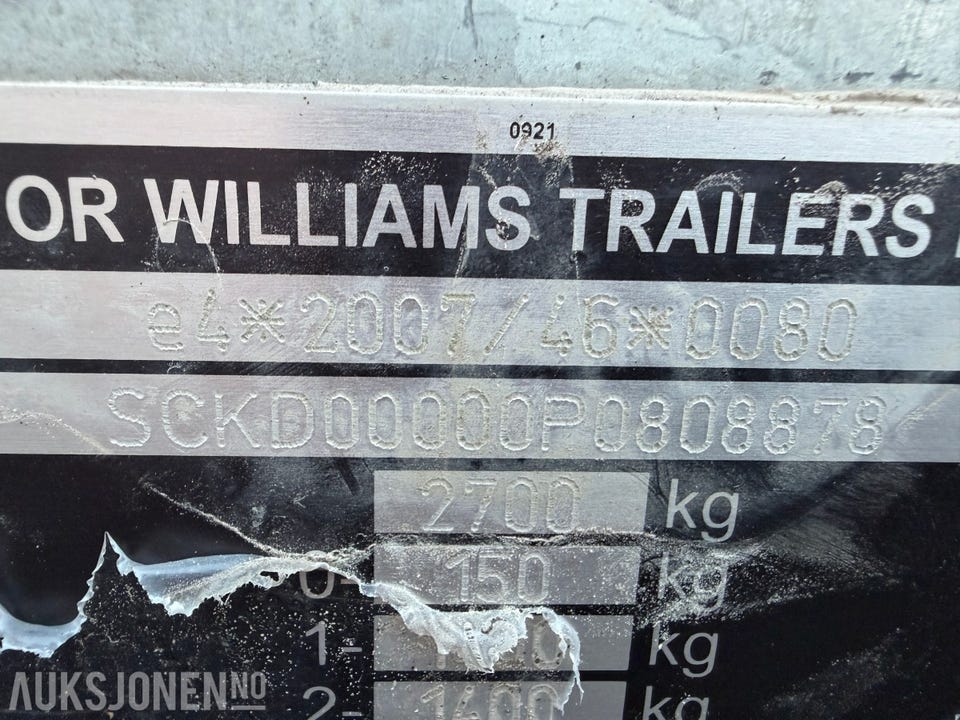 0921
OR WILLIAMS TRAILERS
e4*2007/46*0080
SCKD00000P0808878
2700 kg
0- 150 kg
1- kg
2- 1400 kg
AUKSJONEN.NO